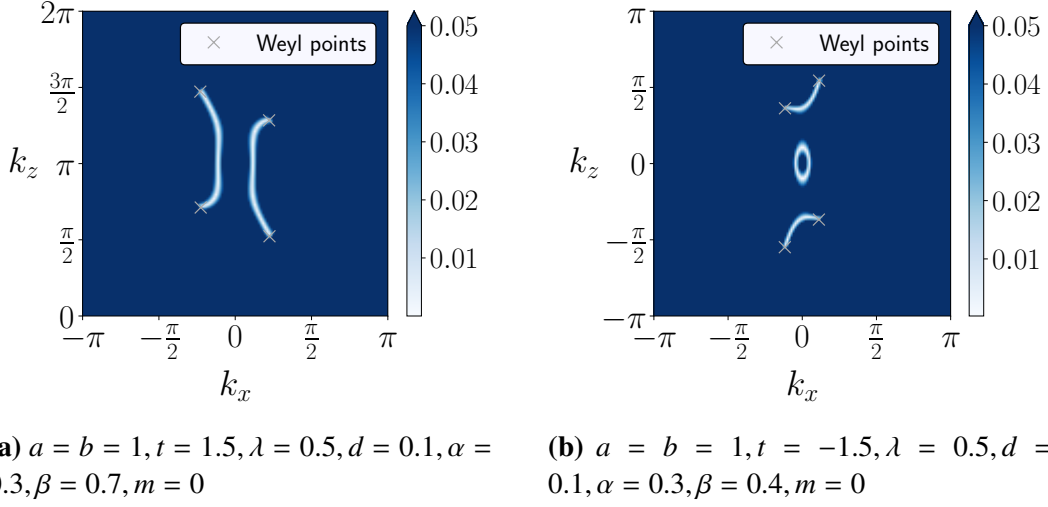 2π
3π/2
π
π/2
0
k_z
−π
−π/2
0
π/2
π
k_x
× Weyl points
0.05
0.04
0.03
0.02
0.01
π
π/2
0
−π/2
−π
k_z
−π
−π/2
0
π/2
π
k_x
× Weyl points
0.05
0.04
0.03
0.02
0.01
a) a = b = 1, t = 1.5, λ = 0.5, d = 0.1, α =
0.3, β = 0.7, m = 0
(b) a = b = 1, t = −1.5, λ = 0.5, d =
0.1, α = 0.3, β = 0.4, m = 0